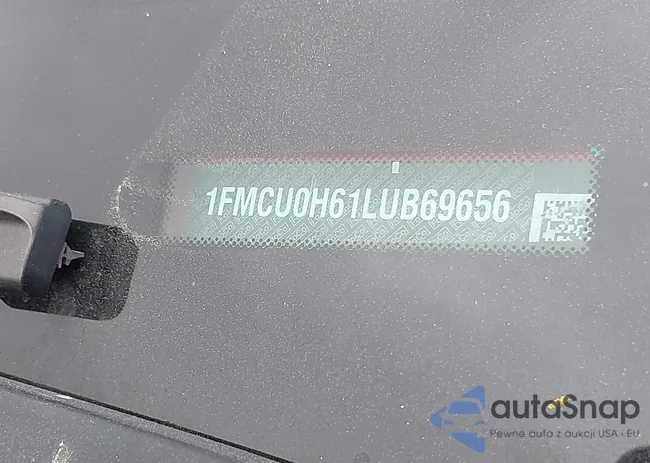 1FMCU0H61LUB69656
autoSnap
Pewne auta z aukcji USA i EU